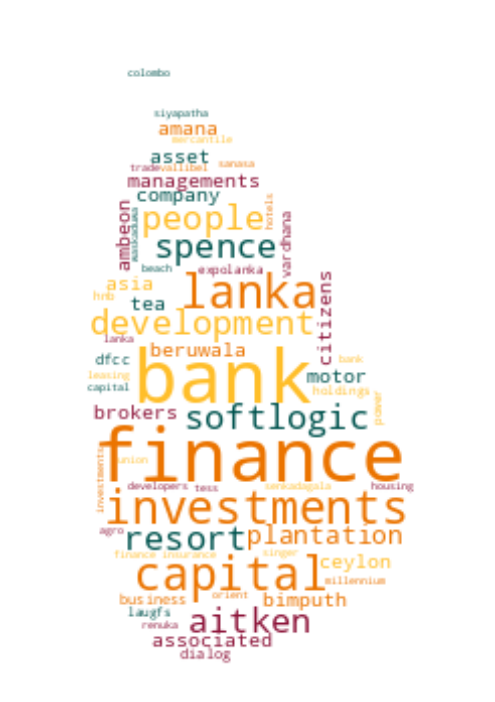 colombo
siyapatha
amana
mercantile
asset
trade vallibel sanasa
managements
company
ambeon waskaduwa people hotels
spence vardhana
beach expolanka
asia lanka citizens
hnb tea
development
lanka beruwala
dfcc bank bank
leasing motor
capital holdings
brokers softlogic power
finance
investments union
developers tess senkadagala housing
investments
agro resort plantation
finance insurance singer ceylon
capital millennium
business orient bimputh
laugfs aitken
renuka associated
dialog